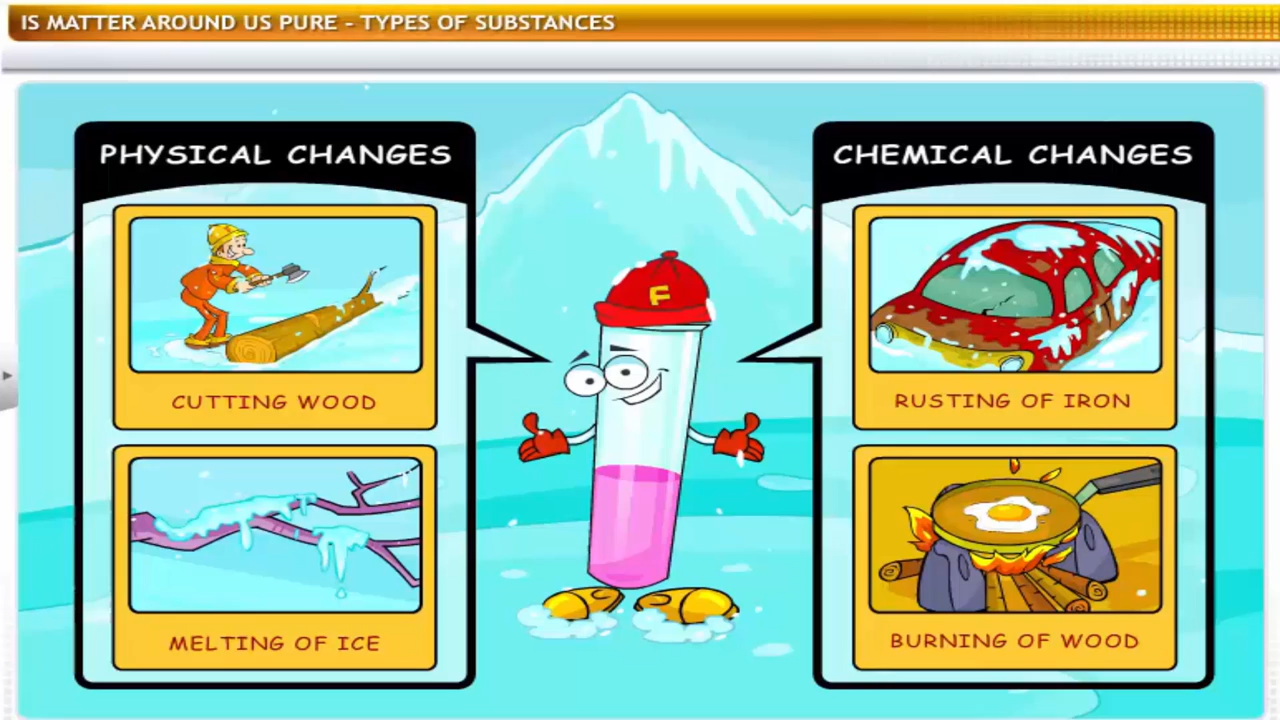 IS MATTER AROUND US PURE - TYPES OF SUBSTANCES
PHYSICAL CHANGES
CUTTING WOOD
MELTING OF ICE
F
CHEMICAL CHANGES
RUSTING OF IRON
BURNING OF WOOD